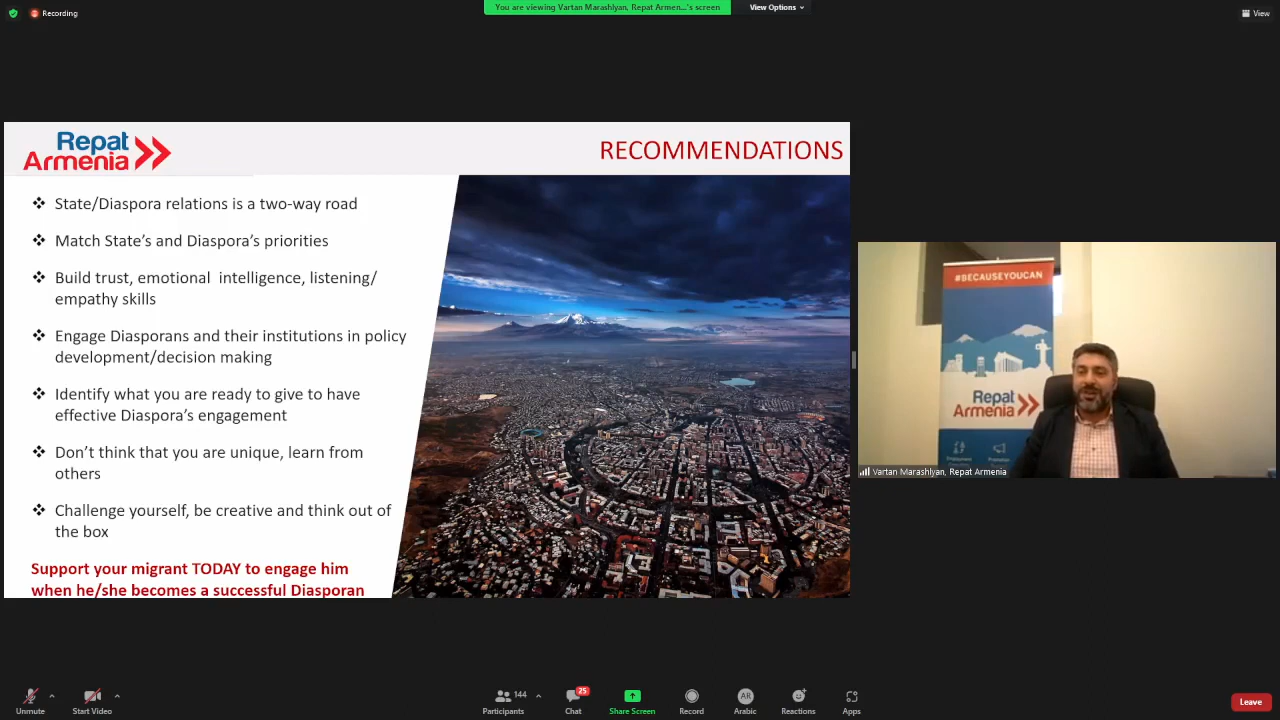 Recording
You are viewing Vartan Marashlyan, Repat Armen...'s screen
View Options
View
Repat
Armenia
RECOMMENDATIONS
State/Diaspora relations is a two-way road
Match State's and Diaspora's priorities
Build trust, emotional intelligence, listening/
empathy skills
Engage Diasporans and their institutions in policy
development/decision making
Identify what you are ready to give to have
effective Diaspora's engagement
Don't think that you are unique, learn from
others
Challenge yourself, be creative and think out of
the box
Support your migrant TODAY to engage him
when he/she becomes a successful Diasporan
#BECAUSEYOUCAN
Repat
Armenia
Vartan Marashlyan, Repat Armenia
Unmute
Start Video
144
Participants
25
Chat
Share Screen
Record
AR
Arabic
Reactions
Apps
Leave